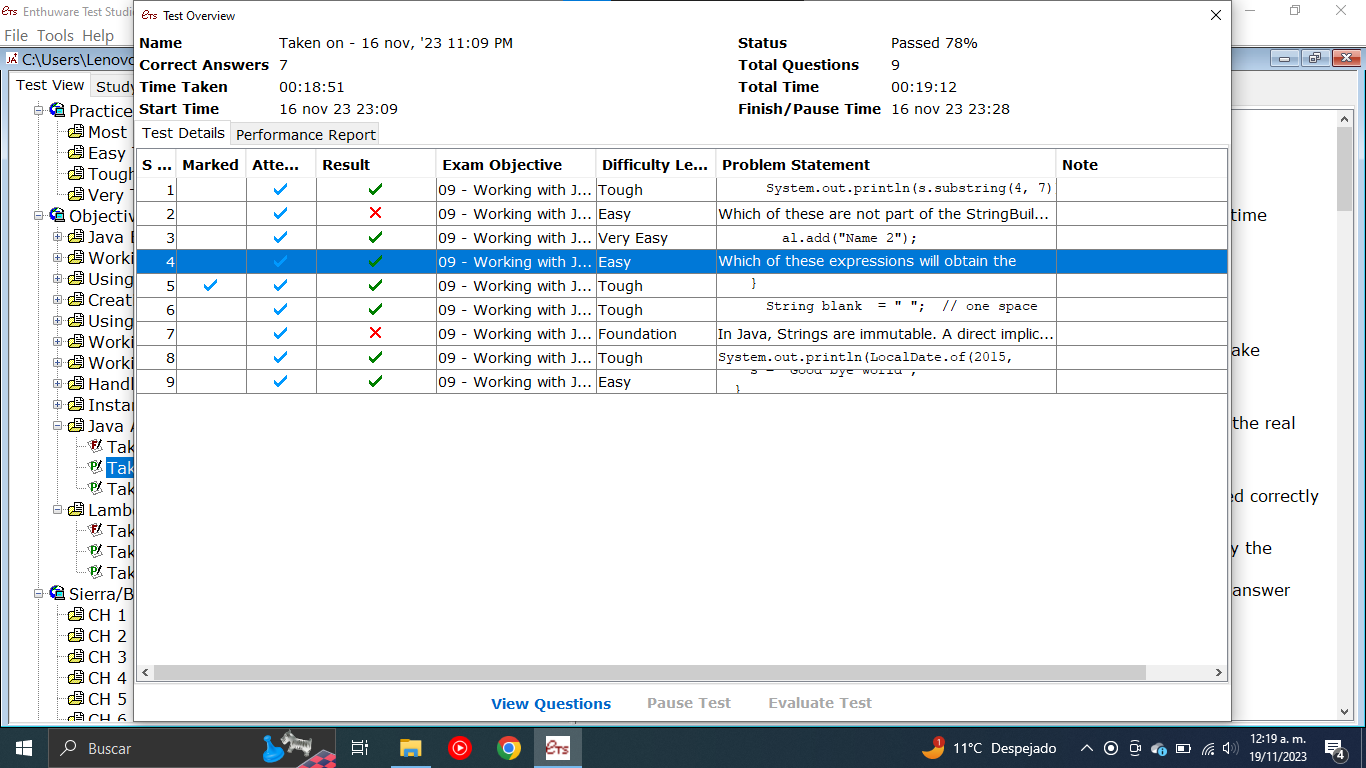 Enthuware Test Studi
File Tools Help
C:\Users\Lenovo
Test View Study
Practice
Most
Easy
Tough
Very
Objectiv
Java
Worki
Using
Creat
Using
Worki
Worki
Handl
Instan
Java A
Tak
Tak
Tak
Lamb
Tak
Tak
Tak
Sierra/B
CH 1
CH 2
CH 3
CH 4
CH 5
CH 6
ETS Test Overview
Name Taken on - 16 nov, '23 11:09 PM Status Passed 78%
Correct Answers 7 Total Questions 9
Time Taken 00:18:51 Total Time 00:19:12
Start Time 16 nov 23 23:09 Finish/Pause Time 16 nov 23 23:28
Test Details Performance Report
S ... Marked Atte... Result Exam Objective Difficulty Le... Problem Statement Note
1 09 - Working with J... Tough System.out.println(s.substring(4, 7)
2 09 - Working with J... Easy Which of these are not part of the StringBuil...
3 09 - Working with J... Very Easy al.add("Name 2");
4 09 - Working with J... Easy Which of these expressions will obtain the
5 09 - Working with J... Tough }
6 09 - Working with J... Tough String blank = " "; // one space
7 09 - Working with J... Foundation In Java, Strings are immutable. A direct implic...
8 09 - Working with J... Tough System.out.println(LocalDate.of(2015,
9 09 - Working with J... Easy s = "Good bye world";
}
View Questions Pause Test Evaluate Test
time
ake
the real
ed correctly
y the
answer
Buscar
ETS
1 11°C Despejado
12:19 a. m.
19/11/2023
4